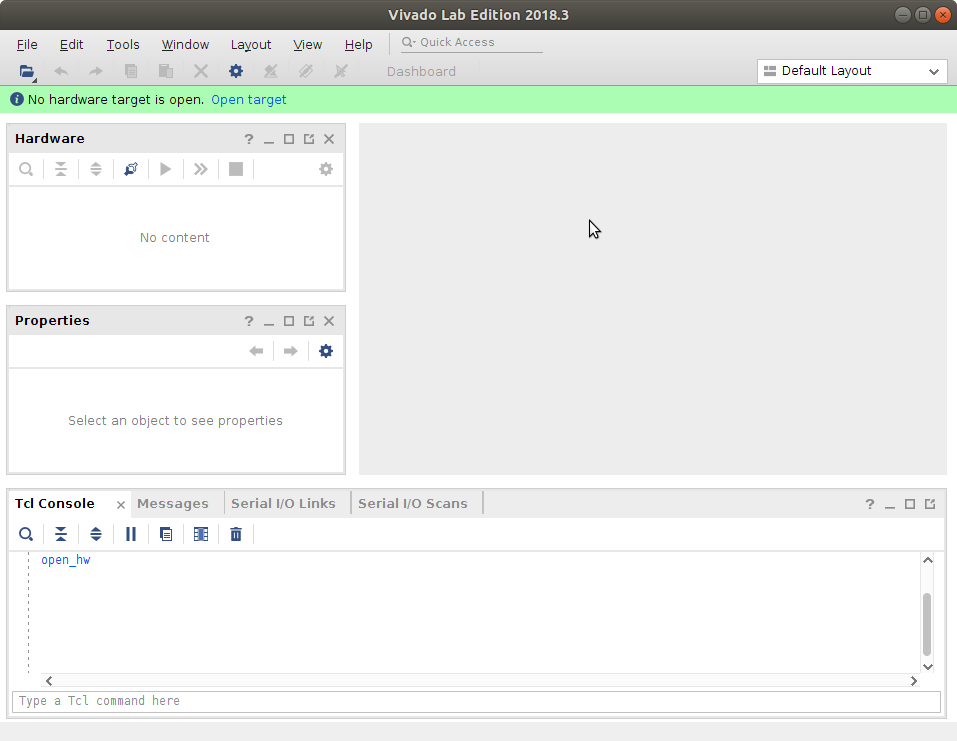 Vivado Lab Edition 2018.3
File Edit Tools Window Layout View Help Quick Access
Dashboard Default Layout
No hardware target is open. Open target
Hardware
No content
Properties
Select an object to see properties
Tcl Console Messages Serial I/O Links Serial I/O Scans
open_hw
Type a Tcl command here